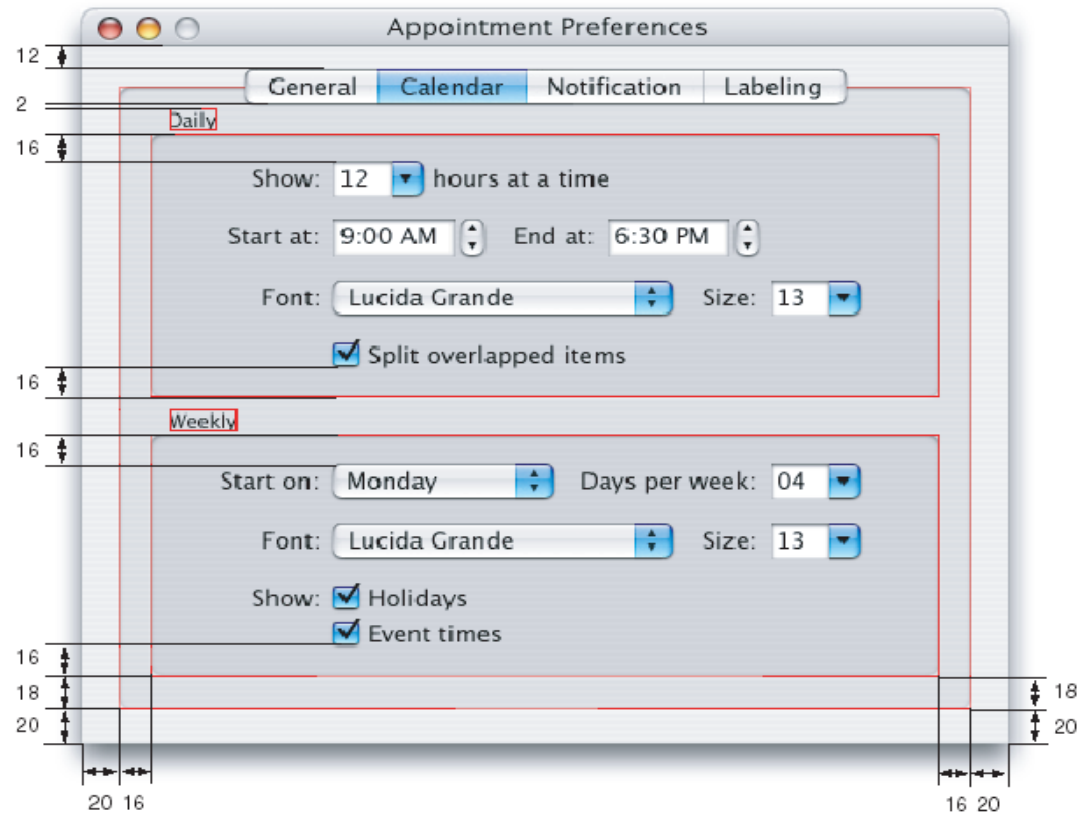 Appointment Preferences
12
General Calendar Notification Labeling
2
Daily
16
Show: 12 hours at a time
Start at: 9:00 AM End at: 6:30 PM
Font: Lucida Grande Size: 13
Split overlapped items
16
Weekly
16
Start on: Monday Days per week: 04
Font: Lucida Grande Size: 13
Show: Holidays
Event times
16
18 18
20 20
20 16 16 20